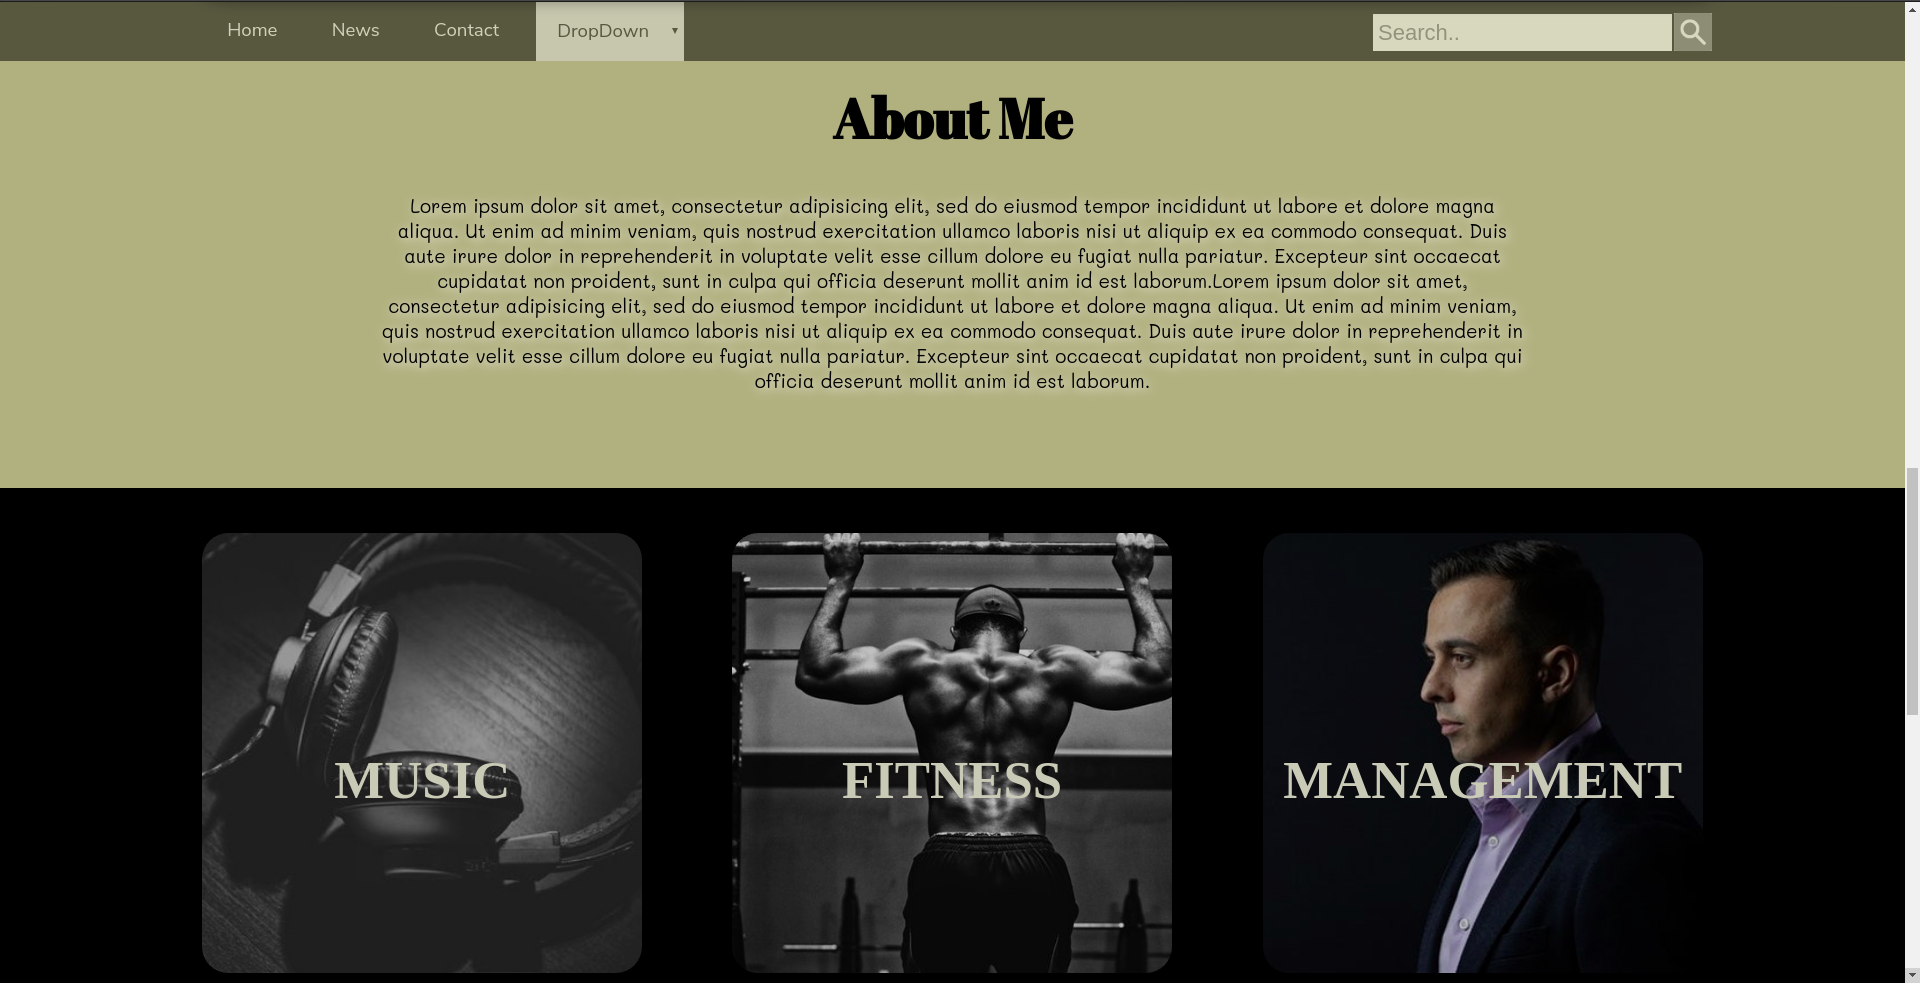 Home News Contact DropDown ▾ Search..
About Me
Lorem ipsum dolor sit amet, consectetur adipisicing elit, sed do eiusmod tempor incididunt ut labore et dolore magna
aliqua. Ut enim ad minim veniam, quis nostrud exercitation ullamco laboris nisi ut aliquip ex ea commodo consequat. Duis
aute irure dolor in reprehenderit in voluptate velit esse cillum dolore eu fugiat nulla pariatur. Excepteur sint occaecat
cupidatat non proident, sunt in culpa qui officia deserunt mollit anim id est laborum.Lorem ipsum dolor sit amet,
consectetur adipisicing elit, sed do eiusmod tempor incididunt ut labore et dolore magna aliqua. Ut enim ad minim veniam,
quis nostrud exercitation ullamco laboris nisi ut aliquip ex ea commodo consequat. Duis aute irure dolor in reprehenderit in
voluptate velit esse cillum dolore eu fugiat nulla pariatur. Excepteur sint occaecat cupidatat non proident, sunt in culpa qui
officia deserunt mollit anim id est laborum.
MUSIC FITNESS MANAGEMENT